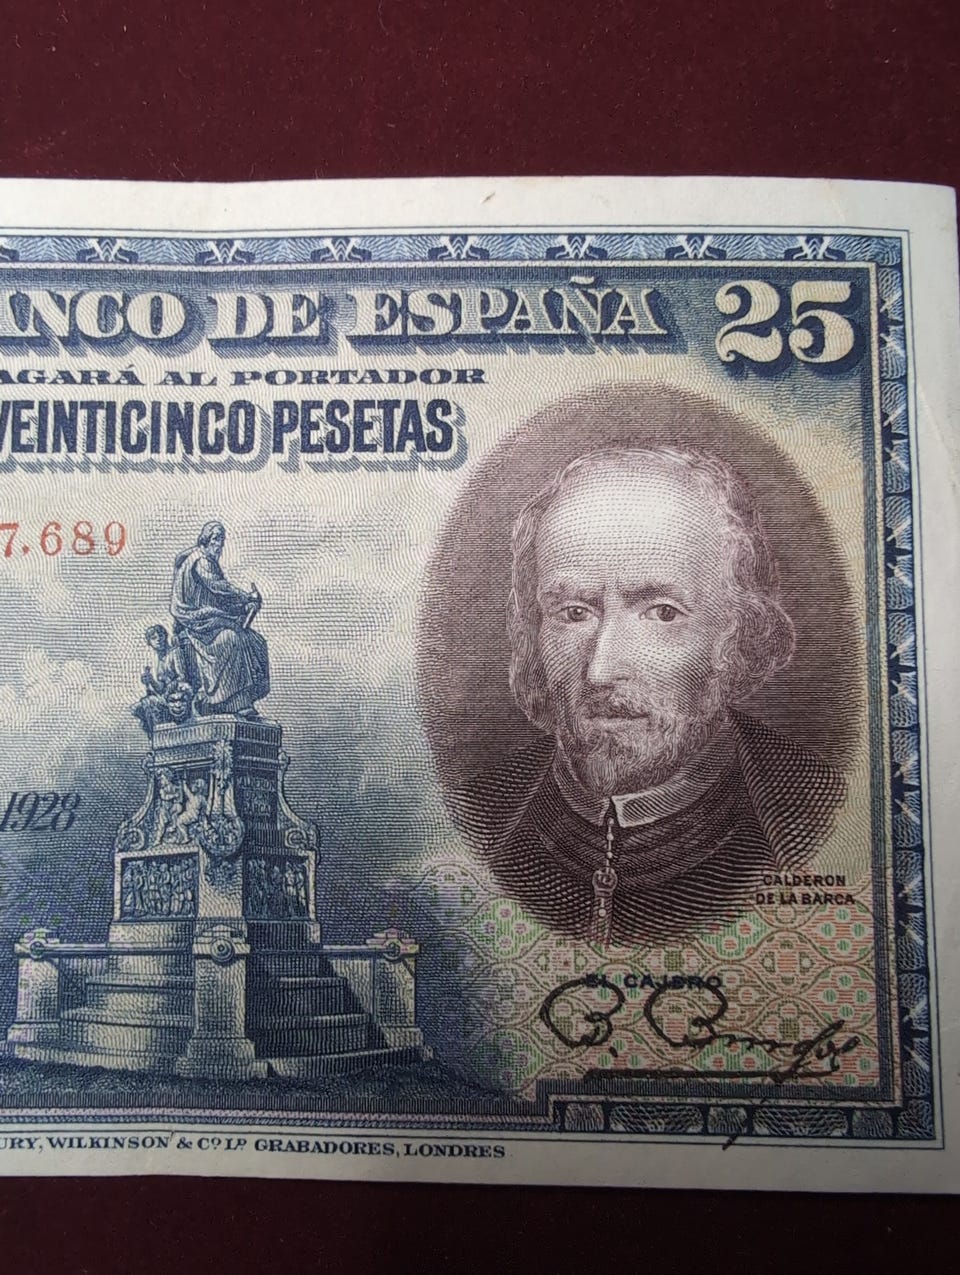 ANCO DE ESPAÑA 25
AGARÁ AL PORTADOR
VEINTICINCO PESETAS
7.689
1928
CALDERON
DE LA BARCA
EL CAJERO
URY, WILKINSON & Cº Lᴰ GRABADORES, LONDRES